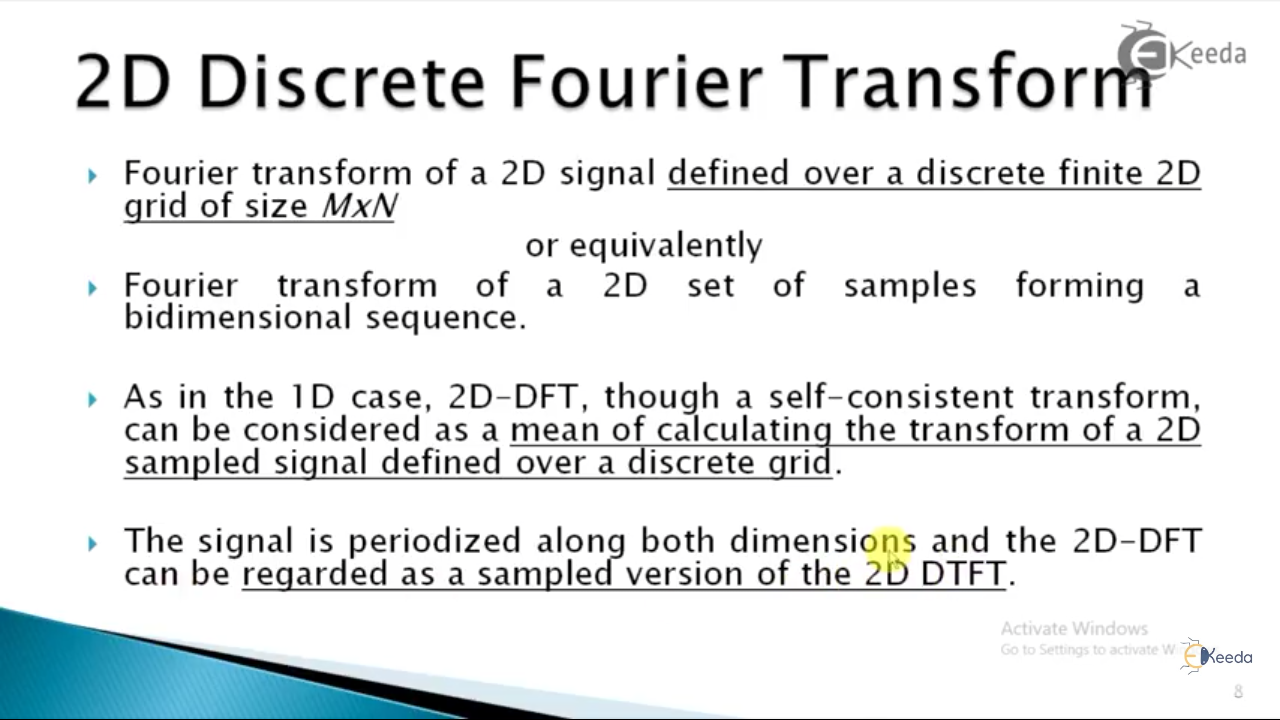 2D Discrete Fourier Transform
EKeeda
Fourier transform of a 2D signal defined over a discrete finite 2D
grid of size MxN
or equivalently
Fourier transform of a 2D set of samples forming a
bidimensional sequence.
As in the 1D case, 2D-DFT, though a self-consistent transform,
can be considered as a mean of calculating the transform of a 2D
sampled signal defined over a discrete grid.
The signal is periodized along both dimensions and the 2D-DFT
can be regarded as a sampled version of the 2D DTFT.
Activate Windows
Go to Settings to activate W
EKeeda
8